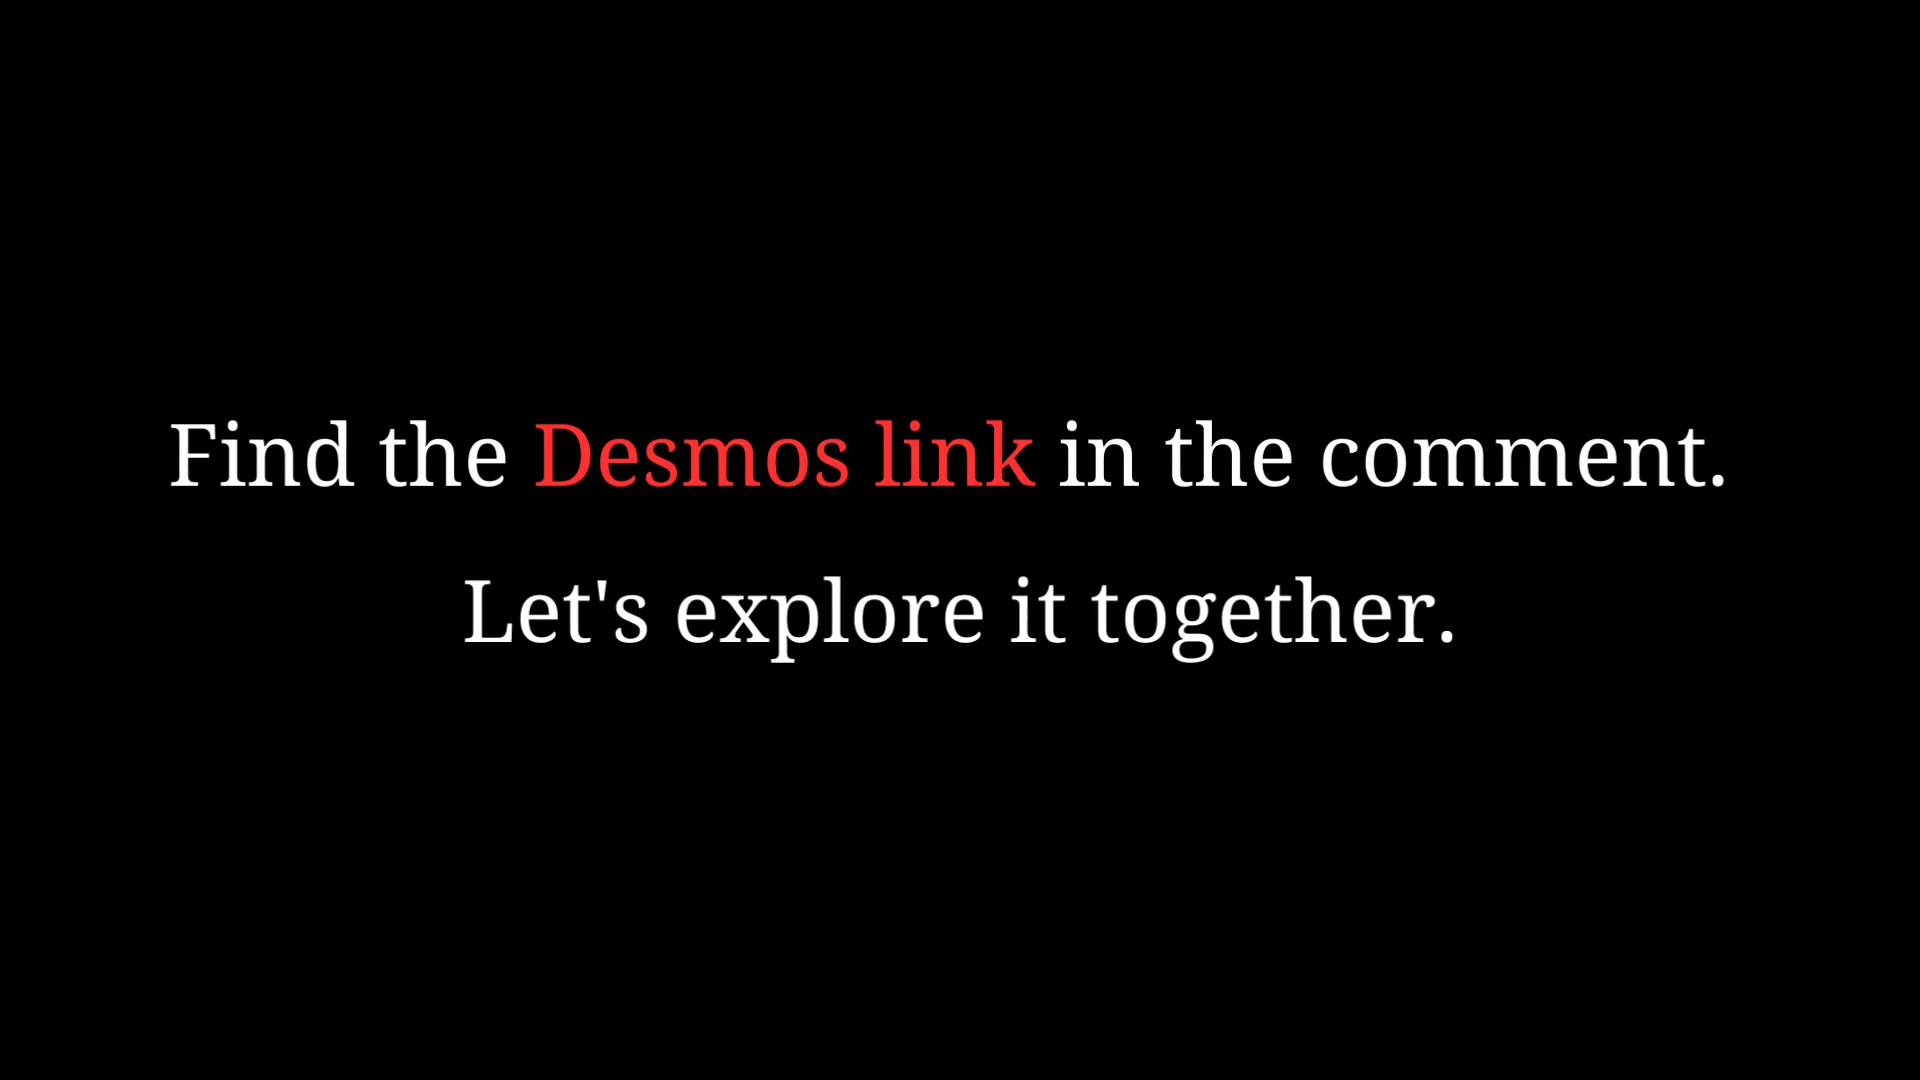 Find the Desmos link in the comment.
Let's explore it together.